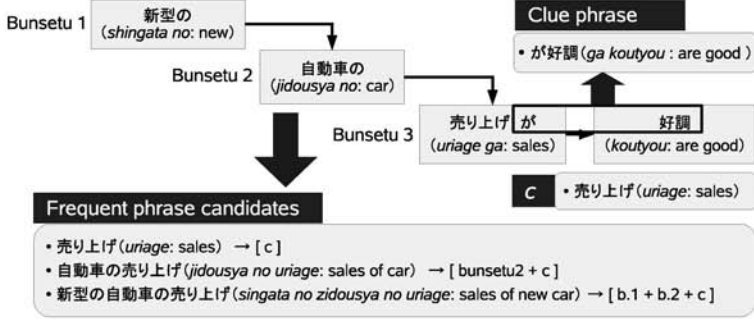 Bunsetu 1
新型の
(shingata no: new)
Clue phrase
• が好調(ga koutyou : are good )
Bunsetu 2
自動車の
(jidousya no: car)
Bunsetu 3
売り上げ が
(uriage ga: sales)
好調
(koutyou: are good)
C
• 売り上げ(uriage: sales)
Frequent phrase candidates
• 売り上げ(uriage: sales) → [ c ]
• 自動車の売り上げ(jidousya no uriage: sales of car) → [ bunsetu2 + c ]
• 新型の自動車の売り上げ(singata no zidousya no uriage: sales of new car) → [ b.1 + b.2 + c ]